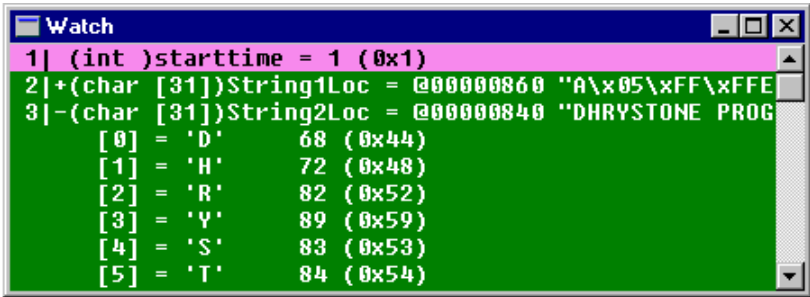 Watch
1| (int )starttime = 1 (0x1)
2|+(char [31])String1Loc = @00000860 "A\x05\xFF\xFFE
3|-(char [31])String2Loc = @00000840 "DHRYSTONE PROG
[0] = 'D' 68 (0x44)
[1] = 'H' 72 (0x48)
[2] = 'R' 82 (0x52)
[3] = 'Y' 89 (0x59)
[4] = 'S' 83 (0x53)
[5] = 'T' 84 (0x54)